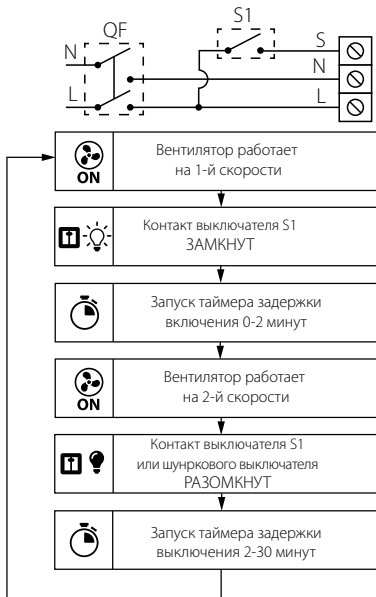 QF
S1
N
S
N
L
L
ON
Вентилятор работает
на 1-й скорости
Контакт выключателя S1
ЗАМКНУТ
Запуск таймера задержки
включения 0-2 минут
ON
Вентилятор работает
на 2-й скорости
Контакт выключателя S1
или шунркового выключателя
РАЗОМКНУТ
Запуск таймера задержки
выключения 2-30 минут